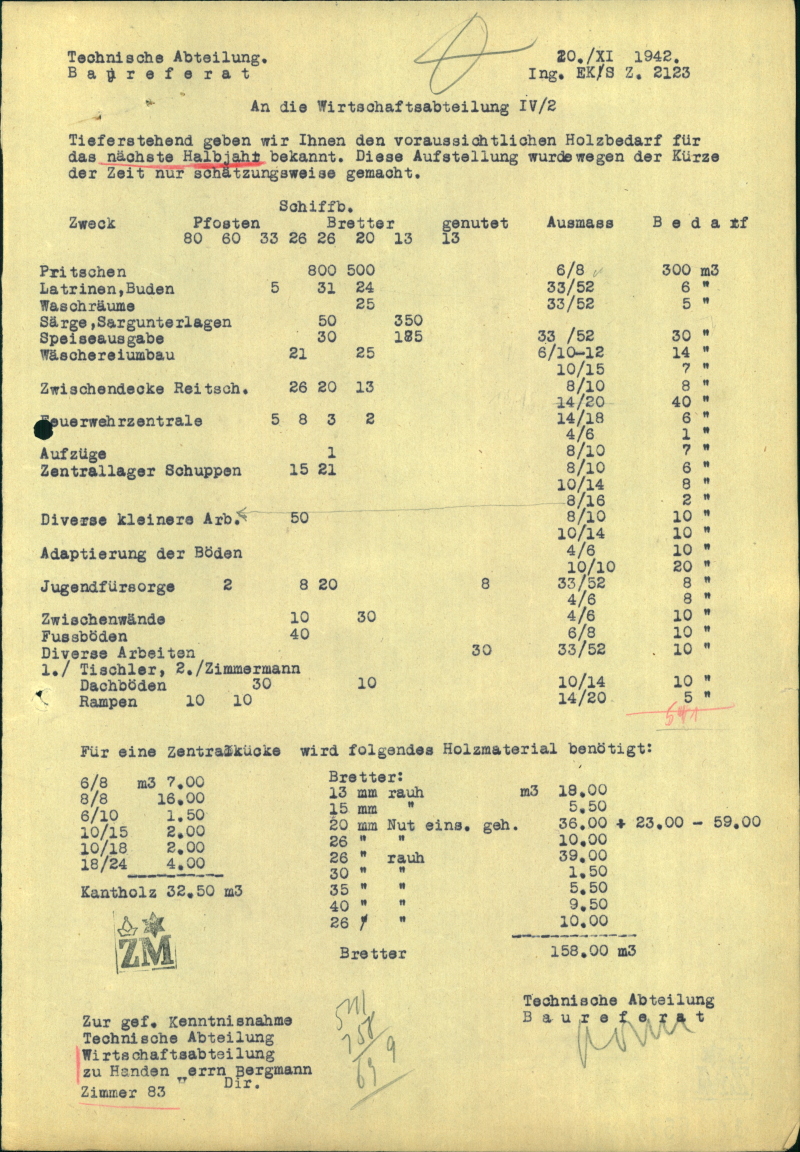 Technische Abteilung. 20./XI 1942.
Baureferat Ing. EK/S Z. 2123
An die Wirtschaftsabteilung IV/2
Tieferstehend geben wir Ihnen den voraussichtlichen Holzbedarf für
das nächste Halbjaht bekannt. Diese Aufstellung wurde wegen der Kürze
der Zeit nur schätzungsweise gemacht.
Schiffb.
Zweck Pfosten Bretter genutet Ausmass Bedarf
80 60 33 26 26 20 13 13
Pritschen 800 500 6/8 300 m3
Latrinen,Buden 5 31 24 33/52 6 "
Waschräume 25 33/52 5 "
Särge,Sargunterlagen 50 350
Speiseausgabe 30 185 33 /52 30 "
Wäschereiumbau 21 25 6/10-12 14 "
10/15 7 "
Zwischendecke Reitsch. 26 20 13 8/10 8 "
14/20 40 "
Feuerwehrzentrale 5 8 3 2 14/18 6 "
4/6 1 "
Aufzüge 1 8/10 7 "
Zentrallager Schuppen 15 21 8/10 6 "
10/14 8 "
8/16 2 "
Diverse kleinere Arb. 50 8/10 10 "
10/14 10 "
Adaptierung der Böden 4/6 10 "
10/10 20 "
Jugendfürsorge 2 8 20 8 33/52 8 "
4/6 8 "
Zwischenwände 10 30 4/6 10 "
Fussböden 40 6/8 10 "
Diverse Arbeiten 30 33/52 10 "
1./ Tischler, 2./Zimmermann
Dachböden 30 10 10/14 10 "
Rampen 10 10 14/20 5 "
541
Für eine Zentralkücke wird folgendes Holzmaterial benötigt:
6/8 m3 7.00
8/8 16.00
6/10 1.50
10/15 2.00
10/18 2.00
18/24 4.00
Kantholz 32.50 m3
Bretter:
13 mm rauh m3 18.00
15 mm " 5.50
20 mm Nut eins. geh. 36.00 + 23.00 - 59.00
26 " " 10.00
26 " rauh 39.00
30 " " 1.50
35 " " 5.50
40 " " 9.50
26 " " 10.00
Bretter 158.00 m3
ZM
Technische Abteilung
Baureferat
Zur gef. Kenntnisnahme
Technische Abteilung
Wirtschaftsabteilung
zu Handen "errn Bergmann
Dir.
Zimmer 83
541
158
699